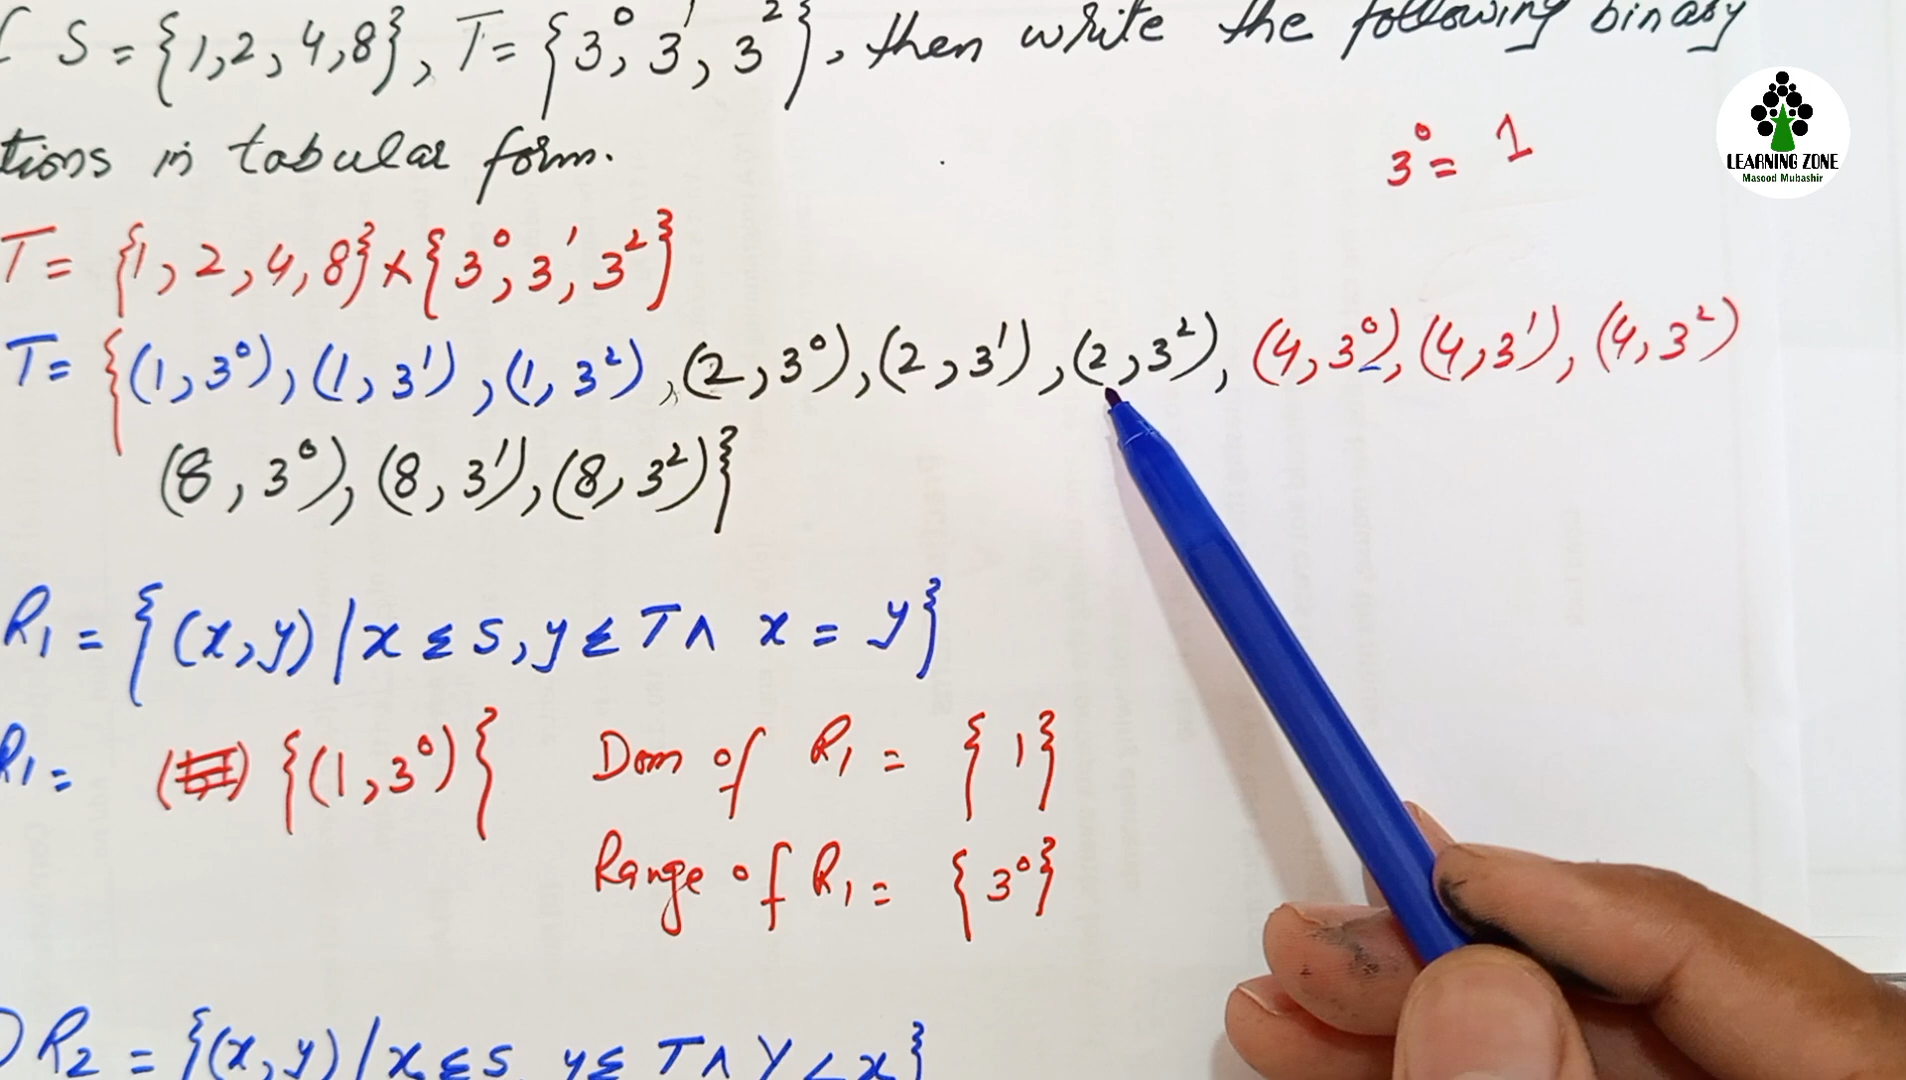 S = {1, 2, 4, 8}, T = {3⁰, 3¹, 3²}, then write the following binary
tions in tabular form.
3⁰ = 1
LEARNING ZONE
Masood Mubashir
T = {1, 2, 4, 8} × {3⁰, 3¹, 3²}
T = {(1, 3⁰), (1, 3¹), (1, 3²), (2, 3⁰), (2, 3¹), (2, 3²), (4, 3⁰), (4, 3¹), (4, 3²)
(8, 3⁰), (8, 3¹), (8, 3²)}
R₁ = {(x, y) | x ∈ S, y ∈ T ∧ x = y}
R₁ = {(1, 3⁰)} Dom of R₁ = {1}
Range of R₁ = {3⁰}
) R₂ = {(x, y) | x ∈ S, y ∈ T ∧ y < x}